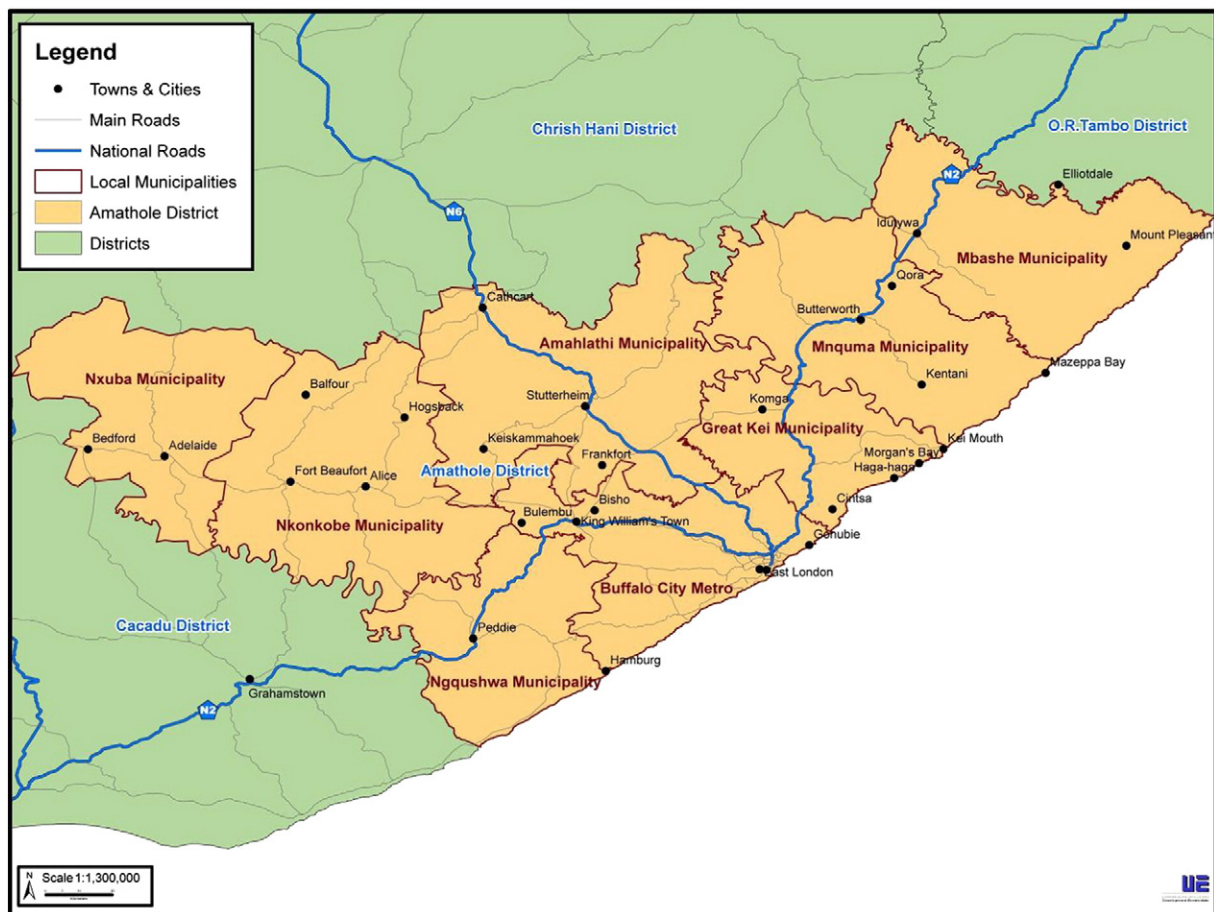 Legend
Towns & Cities
Main Roads
National Roads
Local Municipalities
Amathole District
Districts
Chrish Hani District
O.R.Tambo District
N2
Elliotdale
N6
Idutywa
Mount Pleasant
Mbashe Municipality
Qora
Cathcart
Butterworth
Amahlathi Municipality
Mnquma Municipality
Nxuba Municipality
Mazeppa Bay
Balfour
Kentani
Hogsback
Stutterheim
Komga
Great Kei Municipality
Bedford
Adelaide
Keiskammahoek
Frankfort
Kei Mouth
Morgan's Bay
Haga-haga
Amathole District
Fort Beaufort
Alice
Bisho
Cintsa
Nkonkobe Municipality
Bulembu
King William's Town
Gonubie
East London
Buffalo City Metro
Cacadu District
Peddie
Hamburg
Ngqushwa Municipality
Grahamstown
N2
N
Scale 1:1,300,000
UE